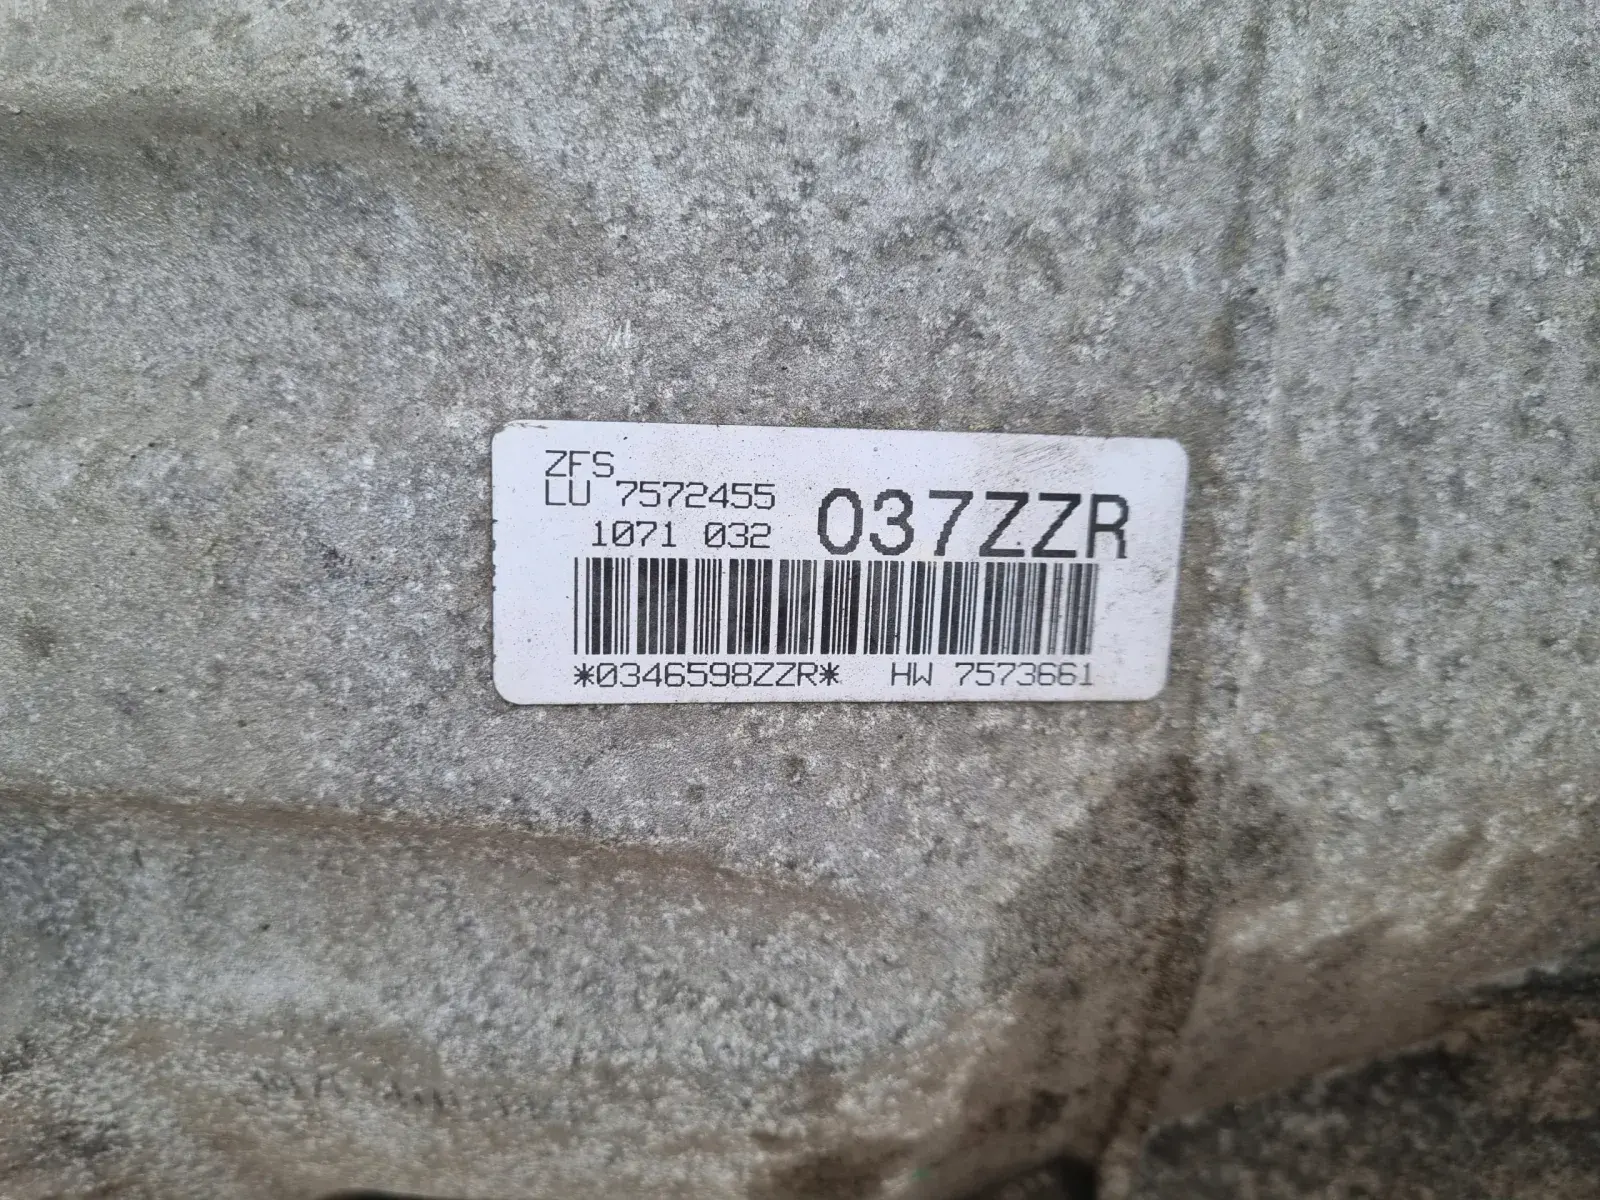 ZFS
LU 7572455
1071 032 037ZZR
*0346598ZZR* HW 7573661